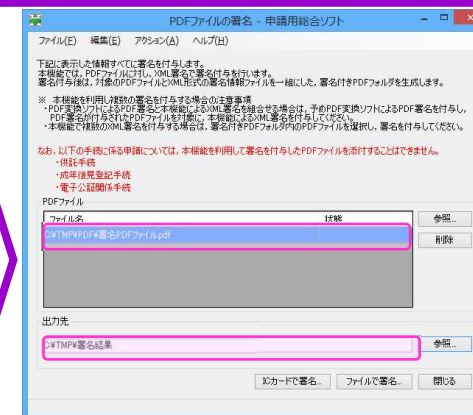 PDFファイルの署名 - 申請用総合ソフト
ファイル(F) 編集(E) アクション(A) ヘルプ(H)
下記に表示した情報すべてに署名を付与します。
本機能では、PDFファイルに対し、XML署名で署名付与を行います。
署名付与後は、対象のPDFファイルとXML形式の署名情報ファイルを一組にした、署名付きPDFフォルダを生成します。
※ 本機能を利用し複数の署名を付与する場合の注意事項
・PDF変換ソフトによるPDF署名と本機能によるXML署名を組合せる場合は、予めPDF変換ソフトによるPDF署名を付与し、
PDF署名が付与されたPDFファイルを対象に、本機能によるXML署名を付与してください。
・本機能で複数のXML署名を付与する場合は、署名付きPDFフォルダ内のPDFファイルを選択し、署名を付与してください。
なお、以下の手続に係る申請については、本機能を利用して署名を付与したPDFファイルを添付することはできません。
・供託手続
・成年後見登記手続
・電子公証関係手続
PDFファイル
ファイル名 状態 参照...
C:¥TMP¥PDF¥署名PDFファイル.pdf 削除
出力先
C:¥TMP¥署名結果 参照...
ICカードで署名... ファイルで署名... 閉じる